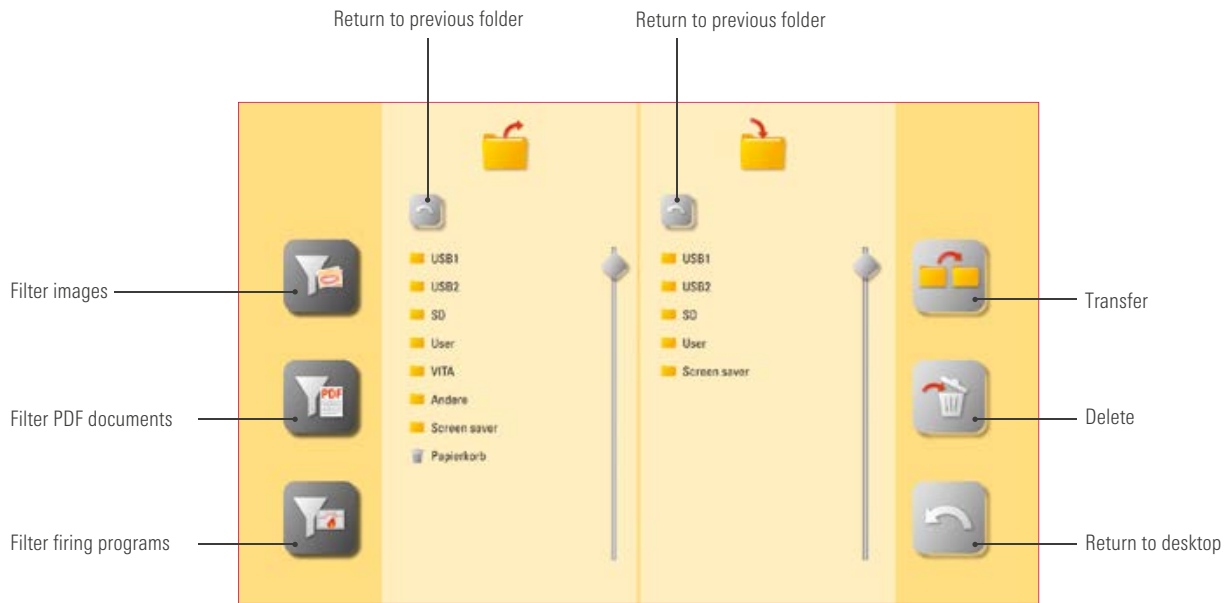 Return to previous folder
Return to previous folder
Filter images
Filter PDF documents
Filter firing programs
PDF
USB1
USB2
SD
User
VITA
Andere
Screen saver
Papierkorb
USB1
USB2
SD
User
Screen saver
Transfer
Delete
Return to desktop